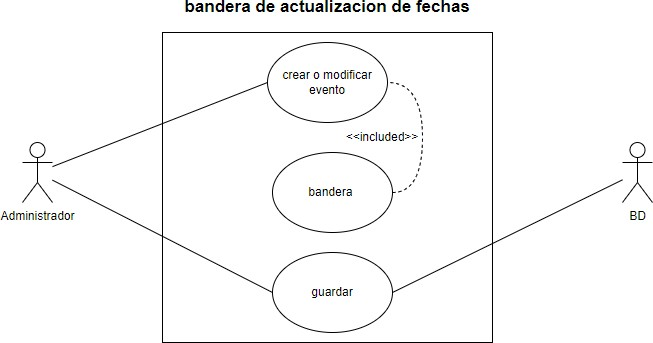 bandera de actualizacion de fechas
crear o modificar
evento
<<included>>
bandera
Administrador
BD
guardar